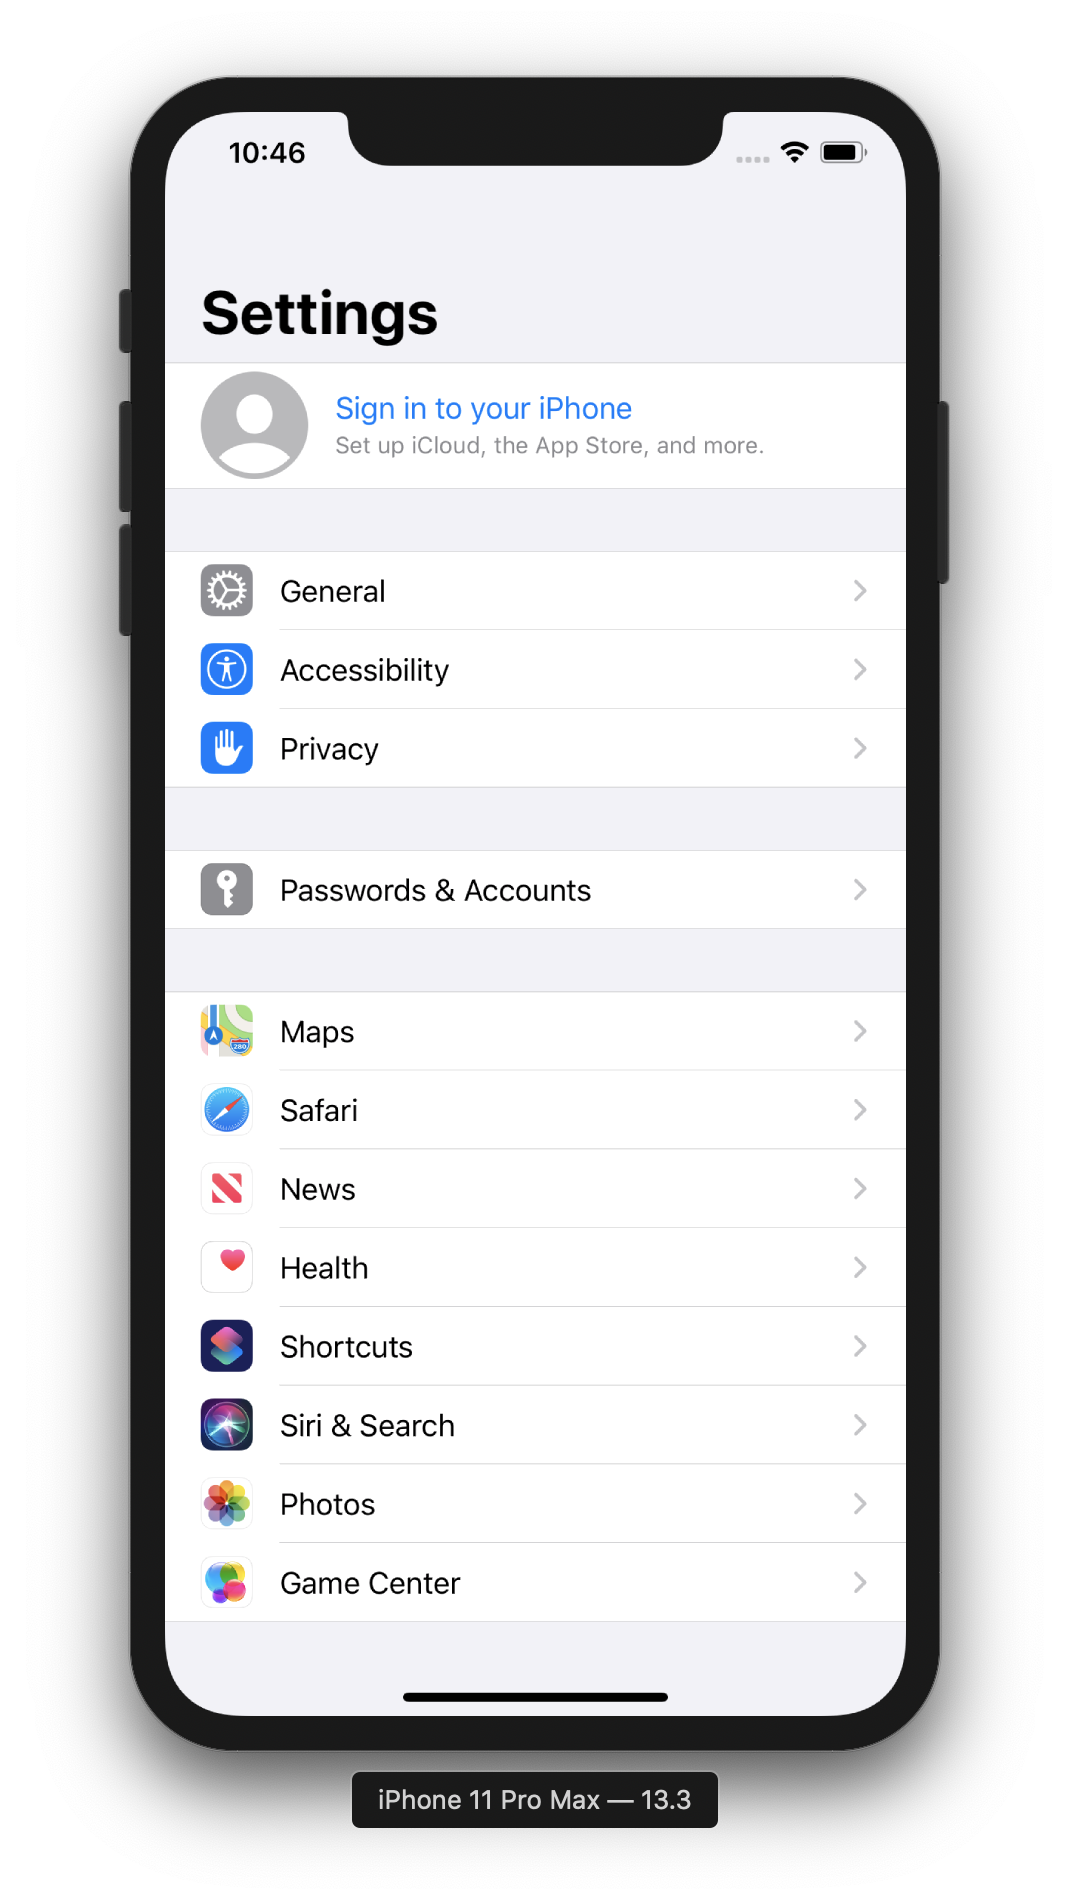 10:46
Settings
Sign in to your iPhone
Set up iCloud, the App Store, and more.
General
Accessibility
Privacy
Passwords & Accounts
280
Maps
Safari
News
Health
Shortcuts
Siri & Search
Photos
Game Center
iPhone 11 Pro Max — 13.3